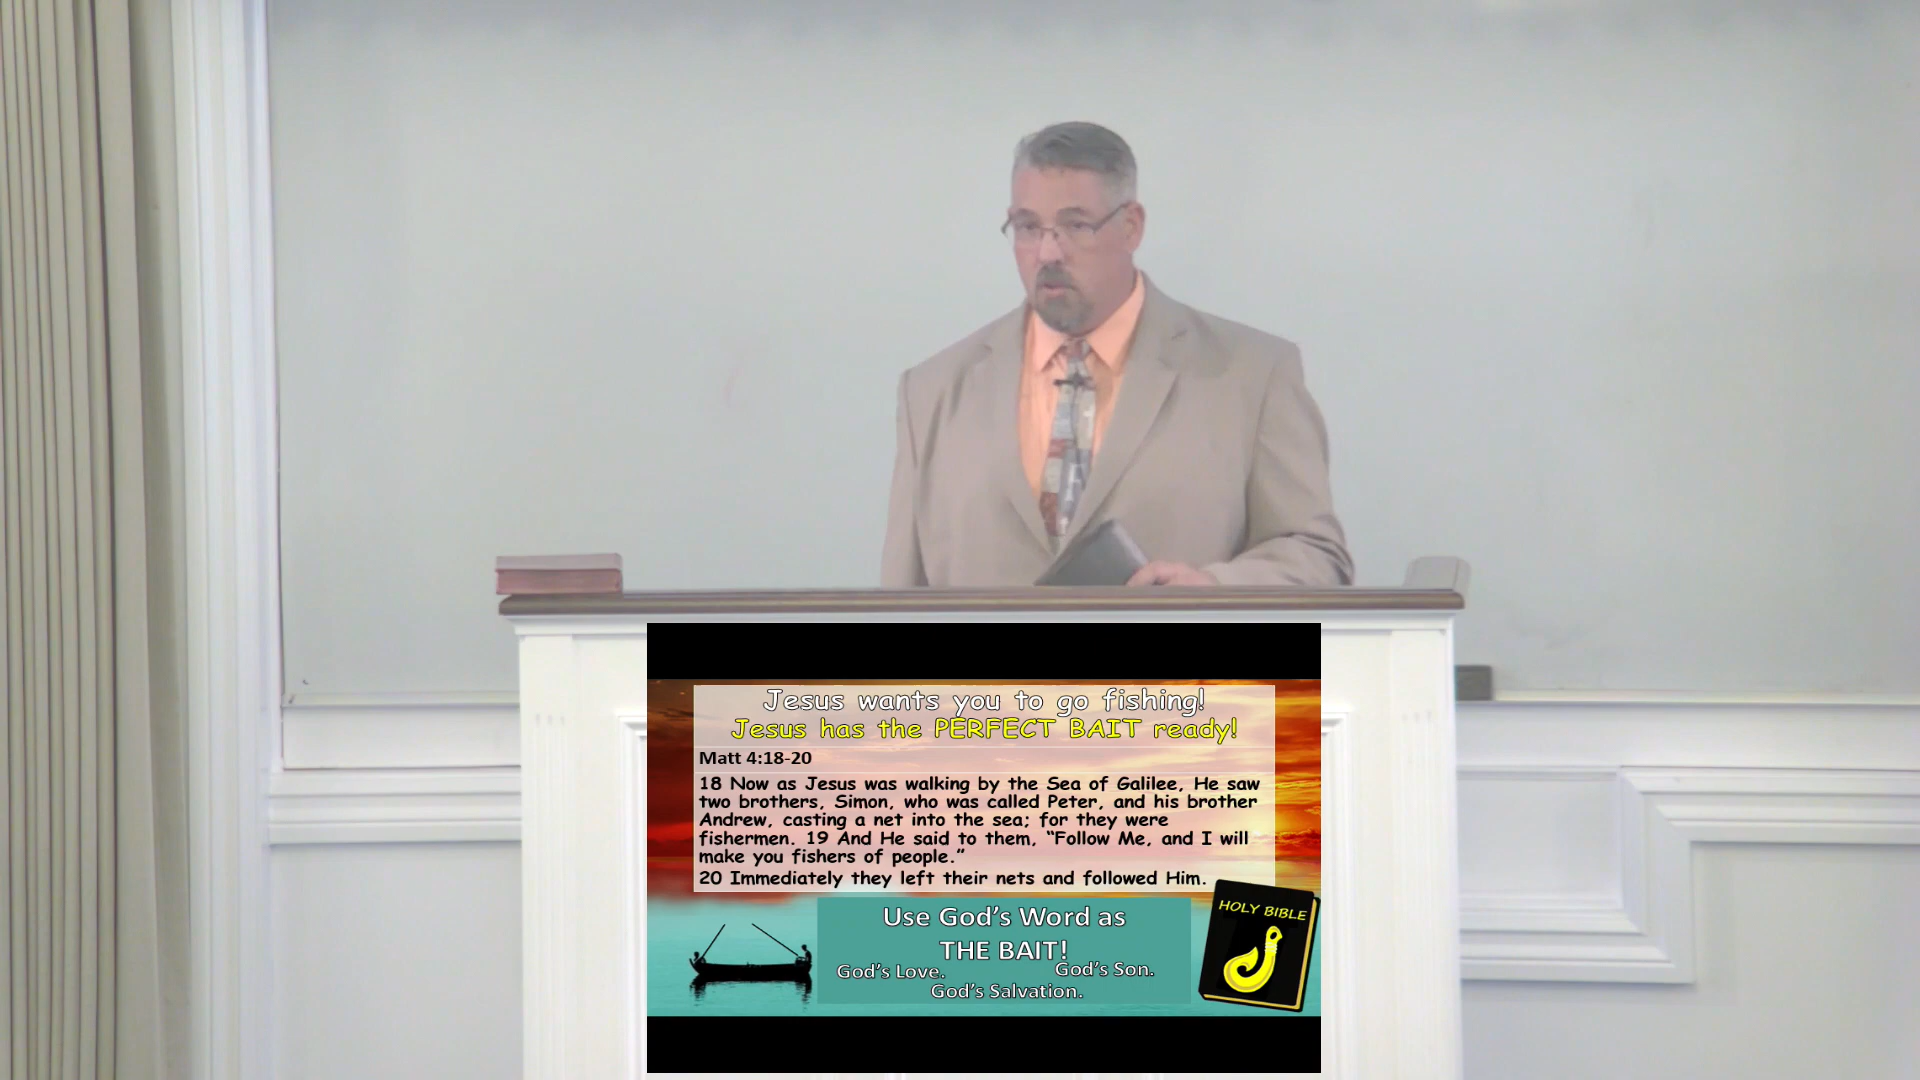 Jesus wants you to go fishing!
Jesus has the PERFECT BAIT ready!
Matt 4:18-20
18 Now as Jesus was walking by the Sea of Galilee, He saw
two brothers, Simon, who was called Peter, and his brother
Andrew, casting a net into the sea; for they were
fishermen. 19 And He said to them, “Follow Me, and I will
make you fishers of people.”
20 Immediately they left their nets and followed Him.
HOLY BIBLE
Use God’s Word as
THE BAIT!
God’s Love.
God’s Son.
God’s Salvation.